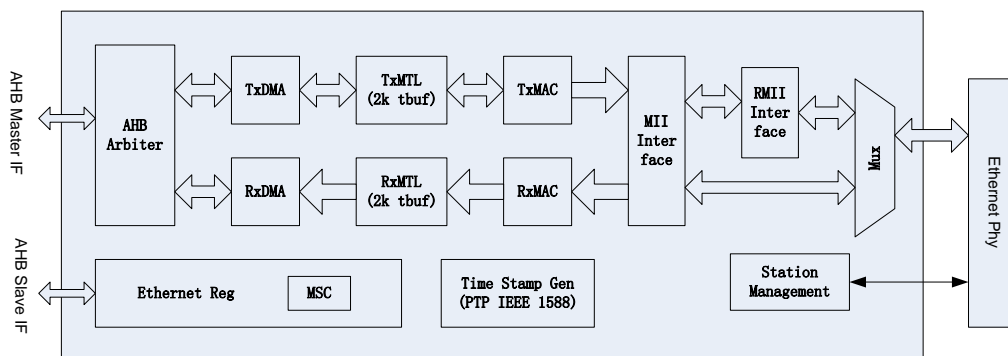 AHB Master IF
AHB Slave IF
AHB
Arbiter
TxDMA
TxMTL
(2k tbuf)
TxMAC
RxDMA
RxMTL
(2k tbuf)
RxMAC
MII
Inter
face
RMII
Inter
face
Mux
Ethernet Phy
Ethernet Reg
MSC
Time Stamp Gen
(PTP IEEE 1588)
Station
Management